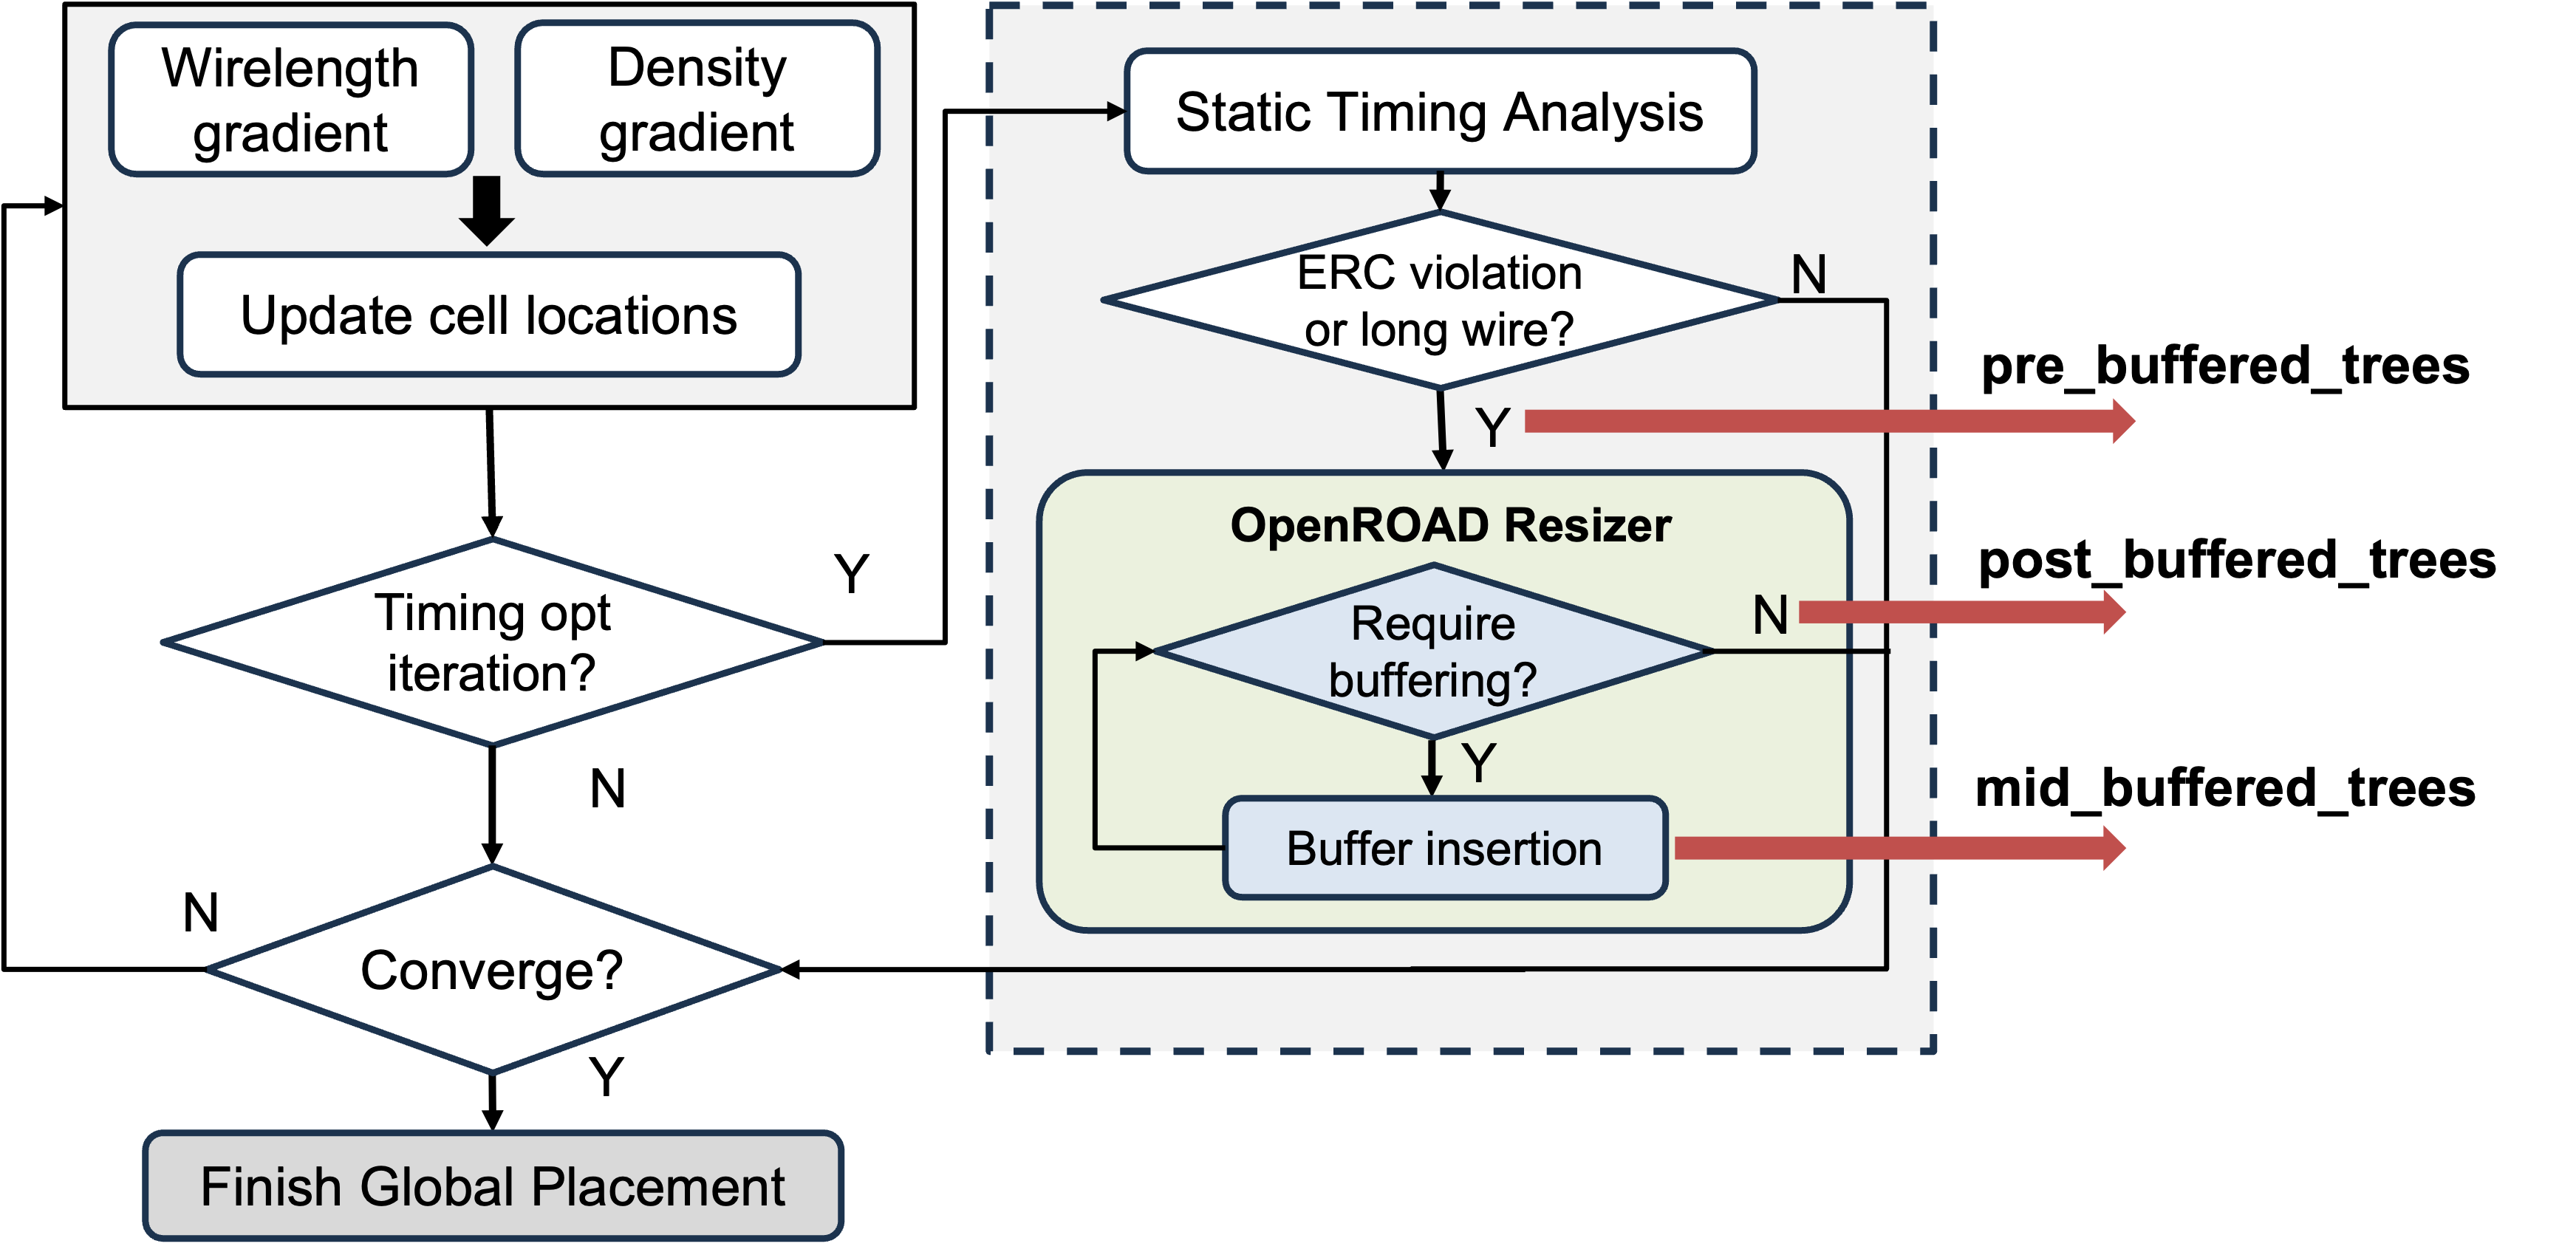 Wirelength
gradient
Density
gradient
Update cell locations
Timing opt
iteration?
Y
N
Converge?
N
Y
Finish Global Placement
Static Timing Analysis
ERC violation
or long wire?
N
Y
OpenROAD Resizer
Require
buffering?
N
Y
Buffer insertion
pre_buffered_trees
post_buffered_trees
mid_buffered_trees